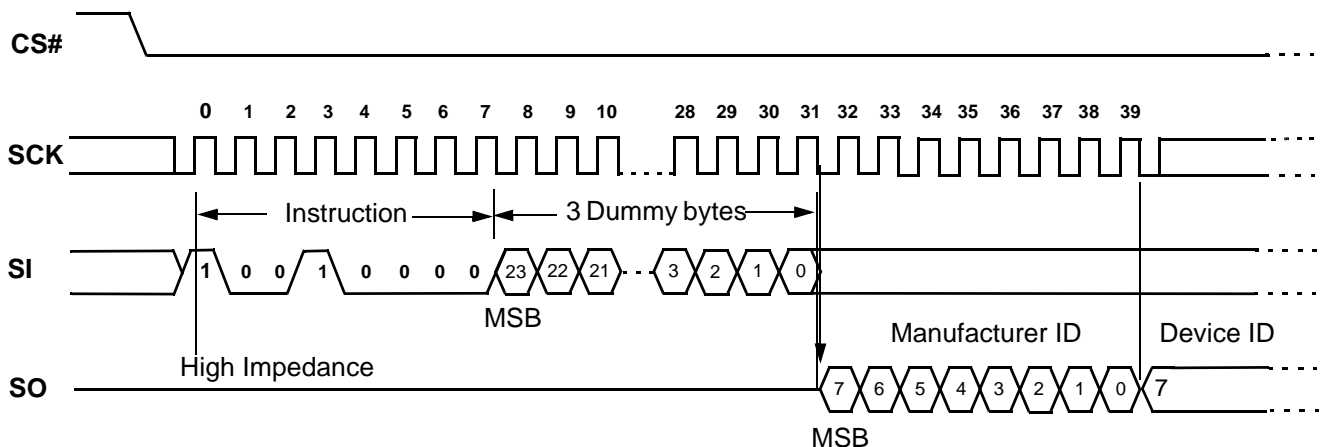 CS#
0 1 2 3 4 5 6 7 8 9 10 28 29 30 31 32 33 34 35 36 37 38 39
SCK
Instruction 3 Dummy bytes
SI 1 0 0 1 0 0 0 0 23 22 21 3 2 1 0
MSB
Manufacturer ID Device ID
High Impedance
SO 7 6 5 4 3 2 1 0 7
MSB